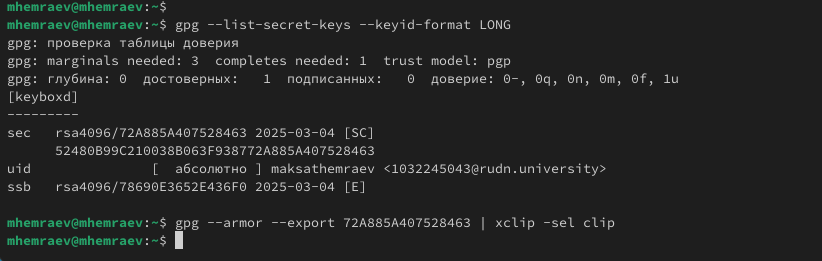 mhemraev@mhemraev:~$
mhemraev@mhemraev:~$ gpg --list-secret-keys --keyid-format LONG
gpg: проверка таблицы доверия
gpg: marginals needed: 3  completes needed: 1  trust model: pgp
gpg: глубина: 0  достоверных:   1  подписанных:   0  доверие: 0-, 0q, 0n, 0m, 0f, 1u
[keyboxd]
---------
sec   rsa4096/72A885A407528463 2025-03-04 [SC]
      52480B99C210038B063F938772A885A407528463
uid               [  абсолютно ] maksathemraev <1032245043@rudn.university>
ssb   rsa4096/78690E3652E436F0 2025-03-04 [E]
mhemraev@mhemraev:~$ gpg --armor --export 72A885A407528463 | xclip -sel clip
mhemraev@mhemraev:~$